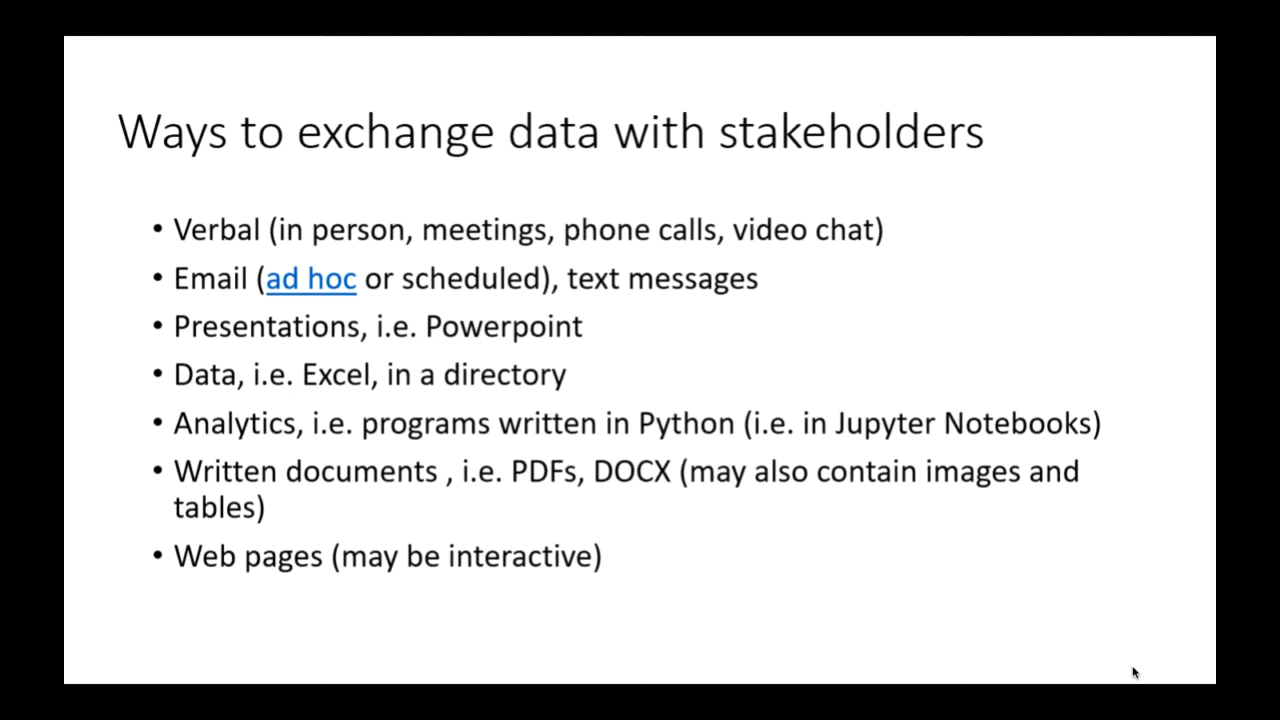 Ways to exchange data with stakeholders
• Verbal (in person, meetings, phone calls, video chat)
• Email (ad hoc or scheduled), text messages
• Presentations, i.e. Powerpoint
• Data, i.e. Excel, in a directory
• Analytics, i.e. programs written in Python (i.e. in Jupyter Notebooks)
• Written documents , i.e. PDFs, DOCX (may also contain images and
tables)
• Web pages (may be interactive)